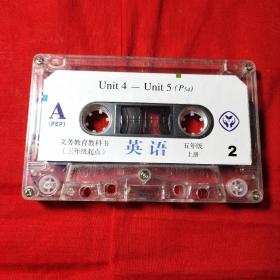 Unit 4 — Unit 5 (P54)
A
(PEP)
义务教育教科书
(三年级起点)
英语
五年级
上册
2